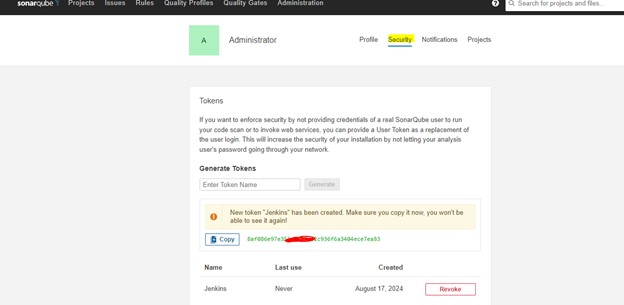 sonarqube
Projects Issues Rules Quality Profiles Quality Gates Administration
Search for projects and files...
A
Administrator
Profile Security Notifications Projects
Tokens
If you want to enforce security by not providing credentials of a real SonarQube user to run
your code scan or to invoke web services, you can provide a User Token as a replacement of
the user login. This will increase the security of your installation by not letting your analysis
user's password going through your network.
Generate Tokens
Enter Token Name Generate
New token "Jenkins" has been created. Make sure you copy it now, you won't be
able to see it again!
Copy
Name Last use Created
Jenkins Never August 17, 2024 Revoke